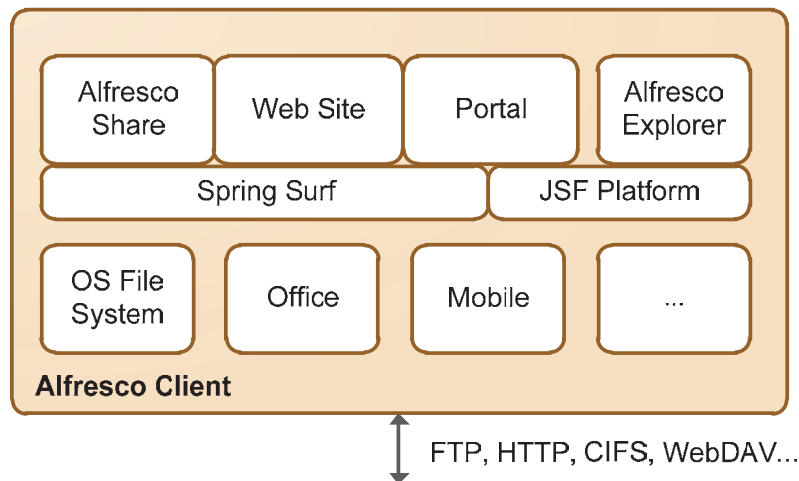 Alfresco
Share
Web Site
Portal
Alfresco
Explorer
Spring Surf
JSF Platform
OS File
System
Office
Mobile
...
Alfresco Client
FTP, HTTP, CIFS, WebDAV...